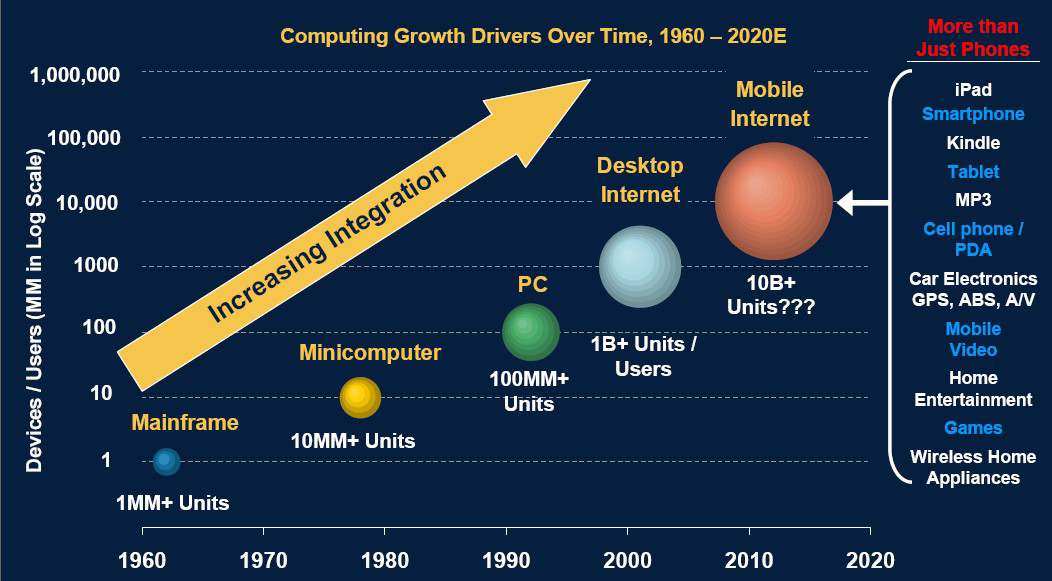 Computing Growth Drivers Over Time, 1960 – 2020E
More than
Just Phones
1,000,000
100,000
10,000
1000
100
10
1
Devices / Users (MM in Log Scale)
Increasing Integration
Mainframe
1MM+ Units
Minicomputer
10MM+ Units
PC
100MM+
Units
Desktop
Internet
1B+ Units /
Users
Mobile
Internet
10B+
Units???
iPad
Smartphone
Kindle
Tablet
MP3
Cell phone /
PDA
Car Electronics
GPS, ABS, A/V
Mobile
Video
Home
Entertainment
Games
Wireless Home
Appliances
1960
1970
1980
1990
2000
2010
2020